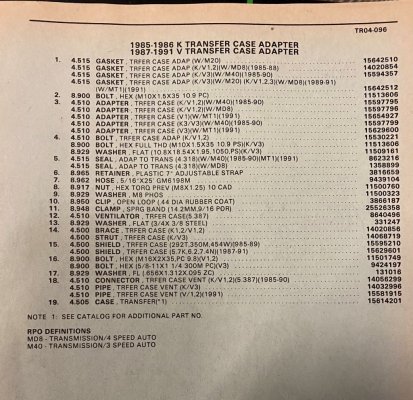 TR04-096
1985-1986 K TRANSFER CASE ADAPTER
1987-1991 V TRANSFER CASE ADAPTER
1. 4.515 GASKET, TRFER CASE ADAP (W/M20) 15642510
4.515 GASKET, TRFER CASE ADAP (K/V1,2)(W/MD8)(1985-88) 14020854
4.515 GASKET, TRFER CASE ADAP (K/V3)(W/M40)(1985-90) 15594357
4.515 GASKET, TRFER CASE ADAP W/M20) (K/V1,2,3)(W/MD8)(1989-91)
(W/MT1)(1991) 15642512
2. 8.900 BOLT, HEX (M10X1.5X35 10.9 PC) 11513606
3. 4.510 ADAPTER, TRFER CASE (K/V1,2)(W/M40)(1985-90) 15597795
4.510 ADAPTER, TRFER CASE (K/V1,2)(W/MD8) 15597796
4.510 ADAPTER, TRFER CASE (V1)(W/MT1)(1991) 15654927
4.510 ADAPTER, TRFER CASE (K3/V3)(W/M40)(1985-90) 15597794
4.510 ADAPTER, TRFER CASE (V3)(W/MT1)(1991) 15629600
4. 4.510 BOLT, TRFER CASE ADAP (K/V1,2) 15530221
BOLT, HEX FULL THD (M10X1.5X35 10.9 PS)(K/V3) 11513606
8.929 WASHER, FLAT (10.8X18.54X1.95,1050,PS)(K/V3) 11501033
5. 4.515 SEAL, ADAP TO TRANS (4.318)(W/M40)(1985-90)(MT1)(1991) 8623216
4.515 SEAL, ADAP TO TRANS (4.318)(W/MD8) 1358899
6. 8.965 RETAINER, PLASTIC 7" ADJUSTABLE STRAP 3816659
7. 8.962 HOSE, 5/16"X25' GM6198M 9439104
8. 8.917 NUT, HEX TORQ PREV (M8X1.25) 10 CAD 11500760
9. 8.929 WASHER, M8 PHOS 11500323
10. 8.950 CLIP, OPEN LOOP (.44 DIA RUBBER COAT) 3866187
11. 8.948 CLAMP, SPRG BAND (14.2MM,9/16 PDR) 25526358
12. 4.510 VENTILATOR, TRFER CASE(5.387) 8640496
13. 8.929 WASHER, FLAT (3/4X 3/8 STEEL) 331247
14. 4.500 BRACE, TRFER CASE (K1,2/V1,2) 14020856
4.500 STRUT, TRFER CASE (K/V3) 14068719
15. 4.500 SHIELD, TRFER CASE (292T,350M,454W)(1985-89) 15595210
4.500 SHIELD, TRFER CASE (5.7K,6.2,7.4N)(1987-91) 15530296
16. 8.900 BOLT, HEX (M16X2X35,PC 9.8)(V1,2) 11501749
8.900 BOLT, HEX (5/8-11X1 1/4 300M PC)(V3) 9424197
17. 8.929 WASHER, FL (.656X1.312X.095 ZC) 131016
18. 4.510 CONNECTOR, TRFER CASE VENT (K/V1,2)(5.387)(1985-90) 14056299
4.510 PIPE, TRFER CASE VENT (K/V3) 14032996
4.510 PIPE, TRFER CASE VENT (V/1,2)(1991) 15581915
19. 4.505 CASE, TRANSFER(*1) 15614201
NOTE 1: SEE CATALOG FOR ADDITIONAL PART NO.
RPO DEFINITIONS
MD8 - TRANSMISSION/4 SPEED AUTO
M40 - TRANSMISSION/3 SPEED AUTO